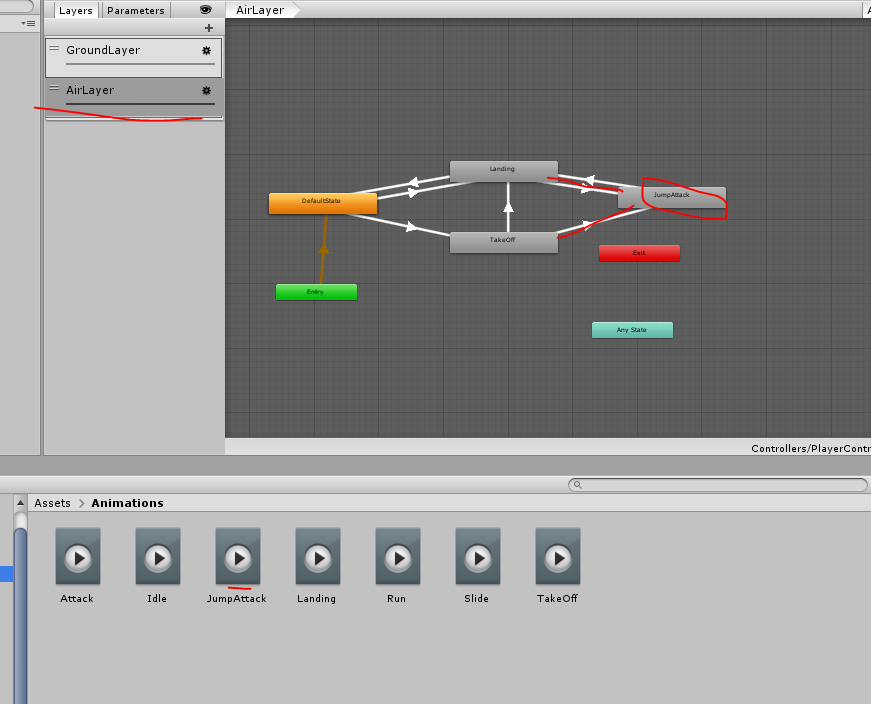 Layers Parameters AirLayer
GroundLayer
AirLayer
Landing
JumpAttack
DefaultState
TakeOff
Exit
Entry
Any State
Controllers/PlayerContr
Assets > Animations
Attack Idle JumpAttack Landing Run Slide TakeOff